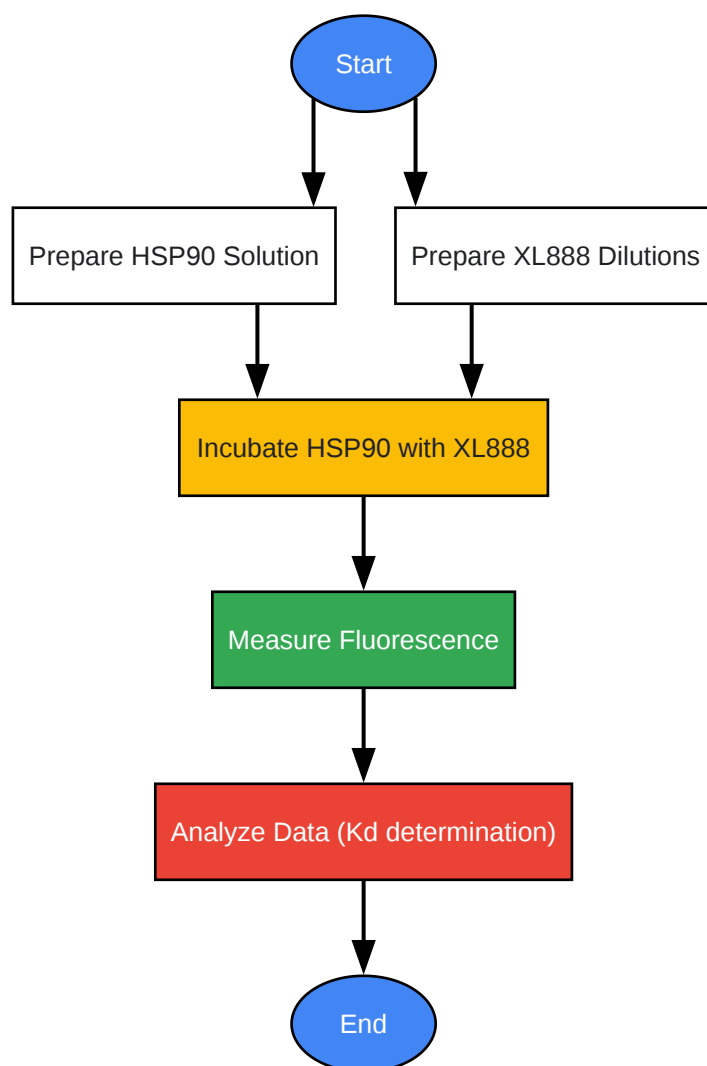 Start
Prepare HSP90 Solution
Prepare XL888 Dilutions
Incubate HSP90 with XL888
Measure Fluorescence
Analyze Data (Kd determination)
End